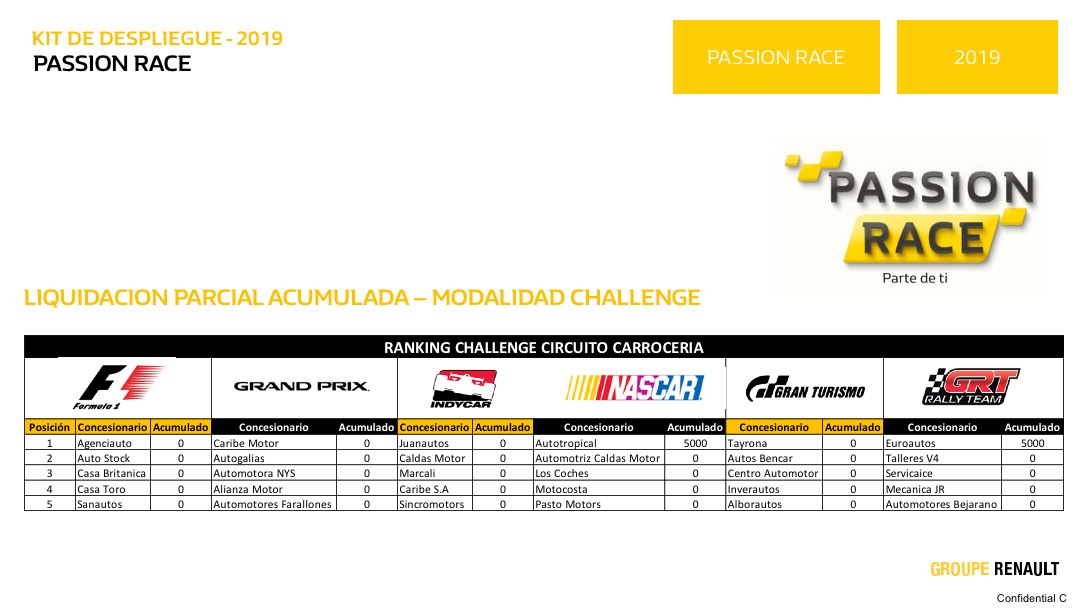 KIT DE DESPLIEGUE - 2019
PASSION RACE
PASSION RACE
2019
PASSION
RACE
Parte de ti
LIQUIDACION PARCIAL ACUMULADA – MODALIDAD CHALLENGE
RANKING CHALLENGE CIRCUITO CARROCERIA
F1 Formula 1 GRAND PRIX. INDYCAR NASCAR GT GRAN TURISMO GRT RALLY TEAM
Posición Concesionario Acumulado Concesionario Acumulado Concesionario Acumulado Concesionario Acumulado Concesionario Acumulado Concesionario Acumulado
1 Agenciauto 0 Caribe Motor 0 Juanautos 0 Autotropical 5000 Tayrona 0 Euroautos 5000
2 Auto Stock 0 Autogalias 0 Caldas Motor 0 Automotriz Caldas Motor 0 Autos Bencar 0 Talleres V4 0
3 Casa Britanica 0 Automotora NYS 0 Marcali 0 Los Coches 0 Centro Automotor 0 Servicaice 0
4 Casa Toro 0 Alianza Motor 0 Caribe S.A 0 Motocosta 0 Inverautos 0 Mecanica JR 0
5 Sanautos 0 Automotores Farallones 0 Sincromotors 0 Pasto Motors 0 Alborautos 0 Automotores Bejarano 0
GROUPE RENAULT
Confidential C